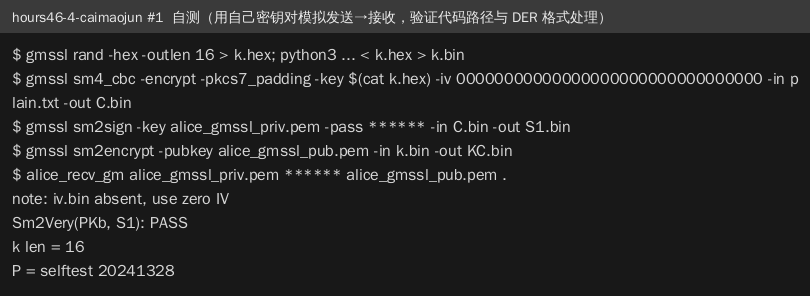 hours46-4-caimaojun #1  自测（用自己密钥对模拟发送→接收，验证代码路径与 DER 格式处理）
$ gmssl rand -hex -outlen 16 > k.hex; python3 ... < k.hex > k.bin
$ gmssl sm4_cbc -encrypt -pkcs7_padding -key $(cat k.hex) -iv 00000000000000000000000000000000 -in p
lain.txt -out C.bin
$ gmssl sm2sign -key alice_gmssl_priv.pem -pass ****** -in C.bin -out S1.bin
$ gmssl sm2encrypt -pubkey alice_gmssl_pub.pem -in k.bin -out KC.bin
$ alice_recv_gm alice_gmssl_priv.pem ****** alice_gmssl_pub.pem .
note: iv.bin absent, use zero IV
Sm2Very(PKb, S1): PASS
k len = 16
P = selftest 20241328